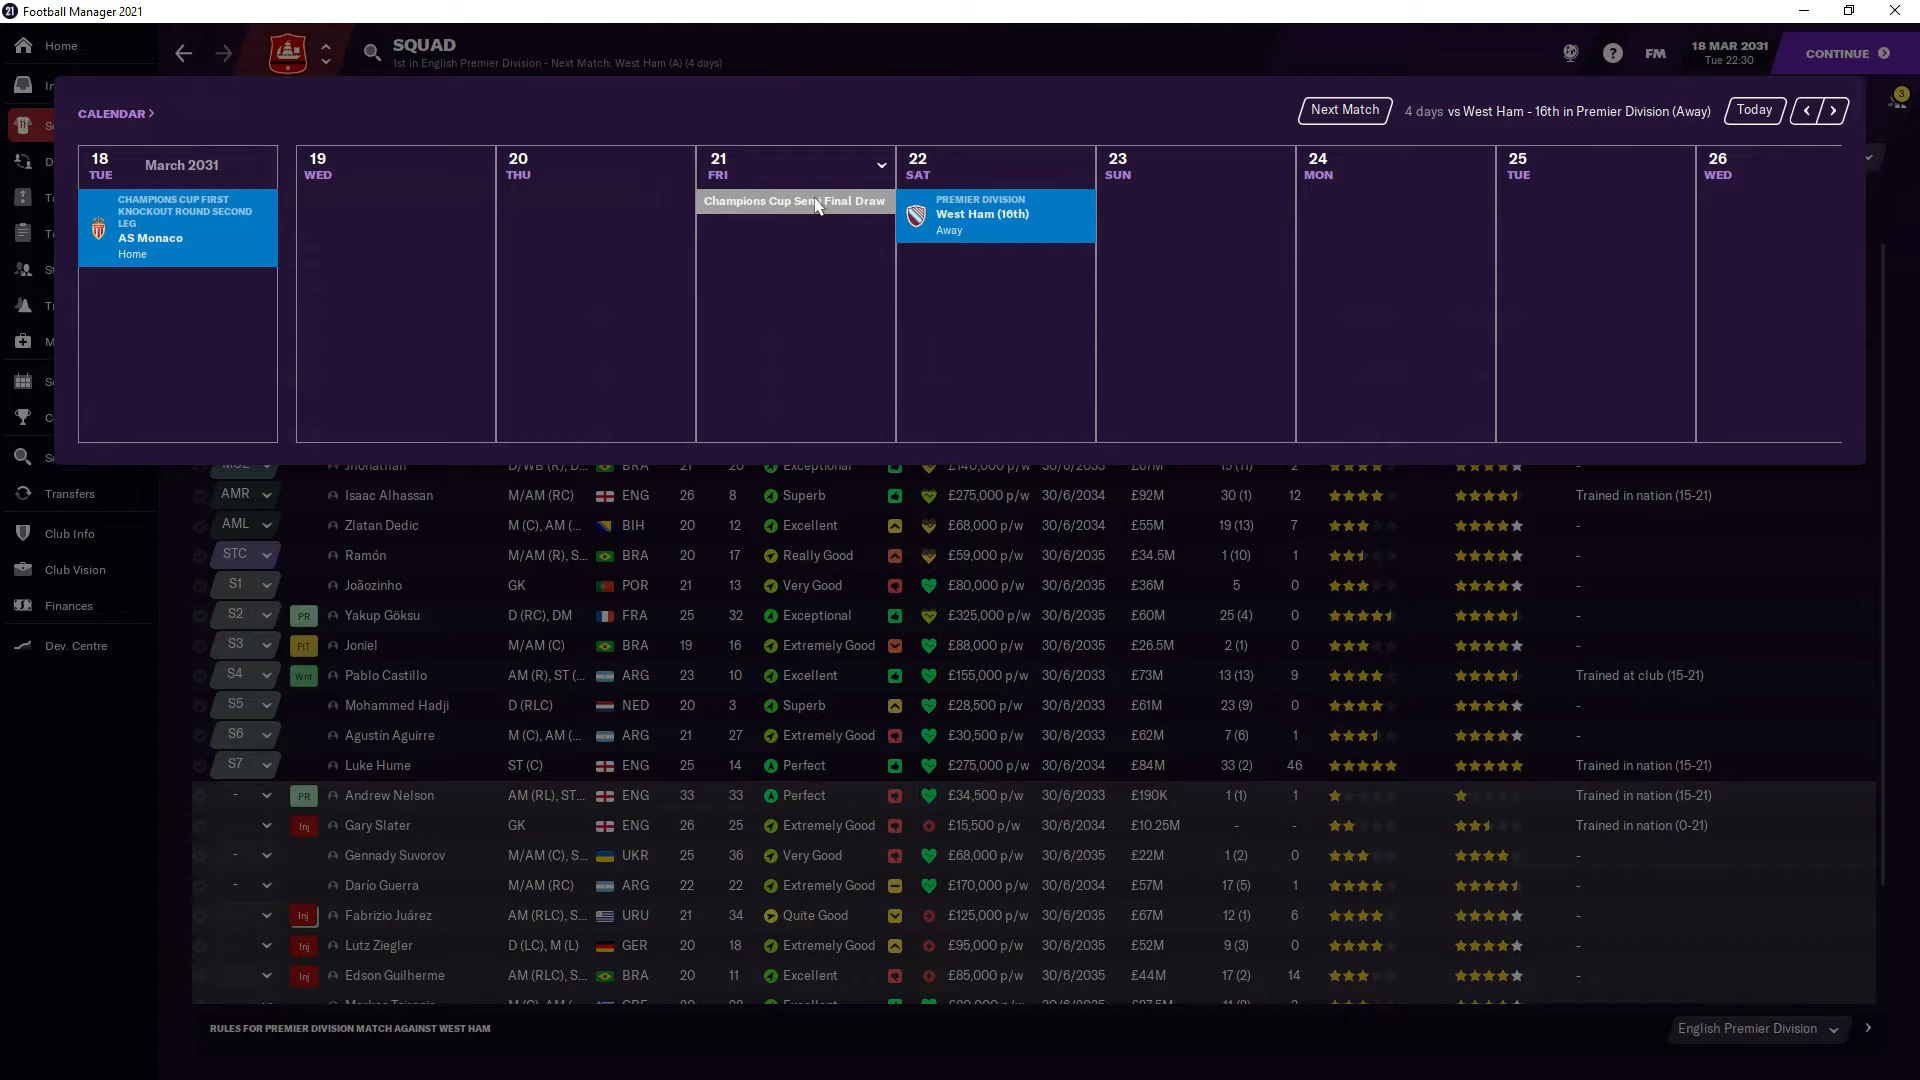 21 Football Manager 2021
Home
SQUAD
1st in English Premier Division - Next Match: West Ham (A) (4 days)
FM
18 MAR 2031
Tue 22:30
CONTINUE
3
CALENDAR
Next Match
4 days vs West Ham - 16th in Premier Division (Away)
Today
18
TUE
March 2031
19
WED
20
THU
21
FRI
22
SAT
23
SUN
24
MON
25
TUE
26
WED
CHAMPIONS CUP FIRST
KNOCKOUT ROUND SECOND
LEG
AS Monaco
Home
Champions Cup Semi Final Draw
PREMIER DIVISION
West Ham (16th)
Away
Transfers
Club Info
Club Vision
Finances
Dev. Centre
AMR Isaac Alhassan M/AM (RC) ENG 26 8 Superb £275,000 p/w 30/6/2034 £92M 30 (1) 12 Trained in nation (15-21)
AML Zlatan Dedic M (C), AM (... BIH 20 12 Excellent £68,000 p/w 30/6/2033 £55M 19 (13) 7 -
STC Ramón M/AM (R), S... BRA 20 17 Really Good £59,000 p/w 30/6/2035 £34.5M 1 (10) 1 -
S1 Joãozinho GK POR 21 13 Very Good £80,000 p/w 30/6/2035 £36M 5 0 -
S2 PR Yakup Göksu D (RC), DM FRA 25 32 Exceptional £325,000 p/w 30/6/2035 £60M 25 (4) 0 -
S3 FtT Joniel M/AM (C) BRA 19 16 Extremely Good £88,000 p/w 30/6/2035 £26.5M 2 (1) 0 -
S4 Wnt Pablo Castillo AM (R), ST (... ARG 23 10 Excellent £155,000 p/w 30/6/2034 £73M 13 (13) 9 Trained at club (15-21)
S5 Mohammed Hadji D (RLC) NED 20 3 Superb £28,500 p/w 30/6/2033 £61M 23 (9) 0 -
S6 Agustín Aguirre M (C), AM (... ARG 21 27 Extremely Good £30,500 p/w 30/6/2033 £62M 7 (6) 1 -
S7 Luke Hume ST (C) ENG 25 14 Perfect £275,000 p/w 30/6/2034 £84M 33 (2) 46 Trained in nation (15-21)
- PR Andrew Nelson AM (RL), ST... ENG 33 33 Perfect £34,500 p/w 30/6/2033 £190K 1 (1) 1 Trained in nation (15-21)
Inj Gary Slater GK ENG 26 25 Extremely Good £15,500 p/w 30/6/2034 £10.25M - - Trained in nation (0-21)
- Gennady Suvorov M/AM (C), S... UKR 25 36 Very Good £68,000 p/w 30/6/2035 £22M 1 (2) 0 -
- Darío Guerra M/AM (RC) ARG 22 22 Extremely Good £170,000 p/w 30/6/2034 £57M 17 (5) 1 -
Inj Fabrizio Juárez AM (RLC), S... URU 21 34 Quite Good £125,000 p/w 30/6/2035 £67M 12 (1) 6 -
Inj Lutz Ziegler D (LC), M (L) GER 20 18 Extremely Good £95,000 p/w 30/6/2035 £52M 9 (3) 0 -
Inj Edson Guilherme AM (RLC), S... BRA 20 11 Excellent £85,000 p/w 30/6/2035 £44M 17 (2) 14 -
RULES FOR PREMIER DIVISION MATCH AGAINST WEST HAM
English Premier Division